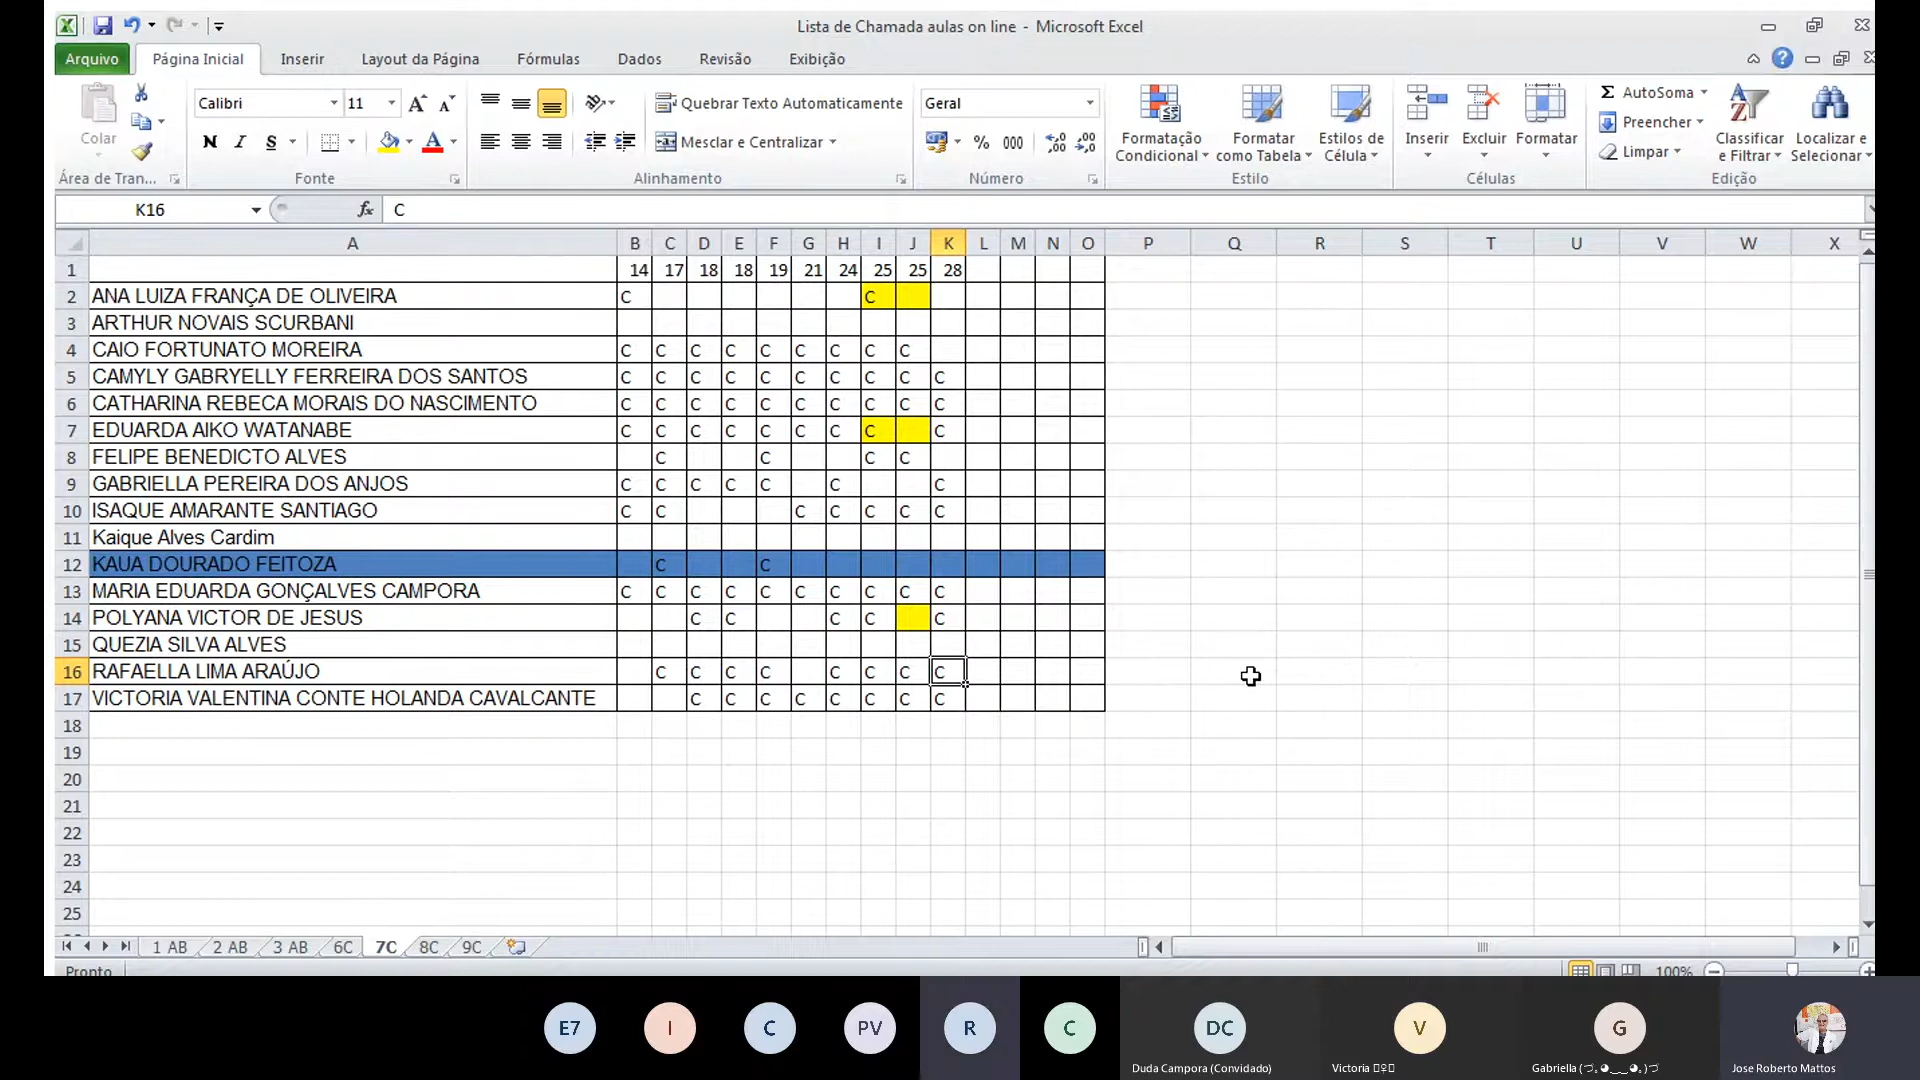 Lista de Chamada aulas on line - Microsoft Excel
Arquivo Página Inicial Inserir Layout da Página Fórmulas Dados Revisão Exibição
Colar
Calibri 11
Quebrar Texto Automaticamente
Geral
Formatação Condicional
Formatar como Tabela
Estilos de Célula
Inserir Excluir Formatar
AutoSoma
Preencher
Limpar
Classificar e Filtrar
Localizar e Selecionar
N I S
Mesclar e Centralizar
% 000
Área de Tran... Fonte Alinhamento Número Estilo Células Edição
K16 fx C
A B C D E F G H I J K L M N O P Q R S T U V W X
1 14 17 18 18 19 21 24 25 25 28
2 ANA LUIZA FRANÇA DE OLIVEIRA C C
3 ARTHUR NOVAIS SCURBANI
4 CAIO FORTUNATO MOREIRA C C C C C C C C C
5 CAMYLY GABRYELLY FERREIRA DOS SANTOS C C C C C C C C C C
6 CATHARINA REBECA MORAIS DO NASCIMENTO C C C C C C C C C C
7 EDUARDA AIKO WATANABE C C C C C C C C C
8 FELIPE BENEDICTO ALVES C C C C
9 GABRIELLA PEREIRA DOS ANJOS C C C C C C C
10 ISAQUE AMARANTE SANTIAGO C C C C C C C
11 Kaique Alves Cardim
12 KAUA DOURADO FEITOZA C C
13 MARIA EDUARDA GONÇALVES CAMPORA C C C C C C C C C C
14 POLYANA VICTOR DE JESUS C C C C C
15 QUEZIA SILVA ALVES
16 RAFAELLA LIMA ARAÚJO C C C C C C C C
17 VICTORIA VALENTINA CONTE HOLANDA CAVALCANTE C C C C C C C C
18
19
20
21
22
23
24
25
1 AB 2 AB 3 AB 6C 7C 8C 9C
Pronto 100%
E7 I C PV R C DC V G
Duda Campora (Convidado) Victoria Gabriella Jose Roberto Mattos